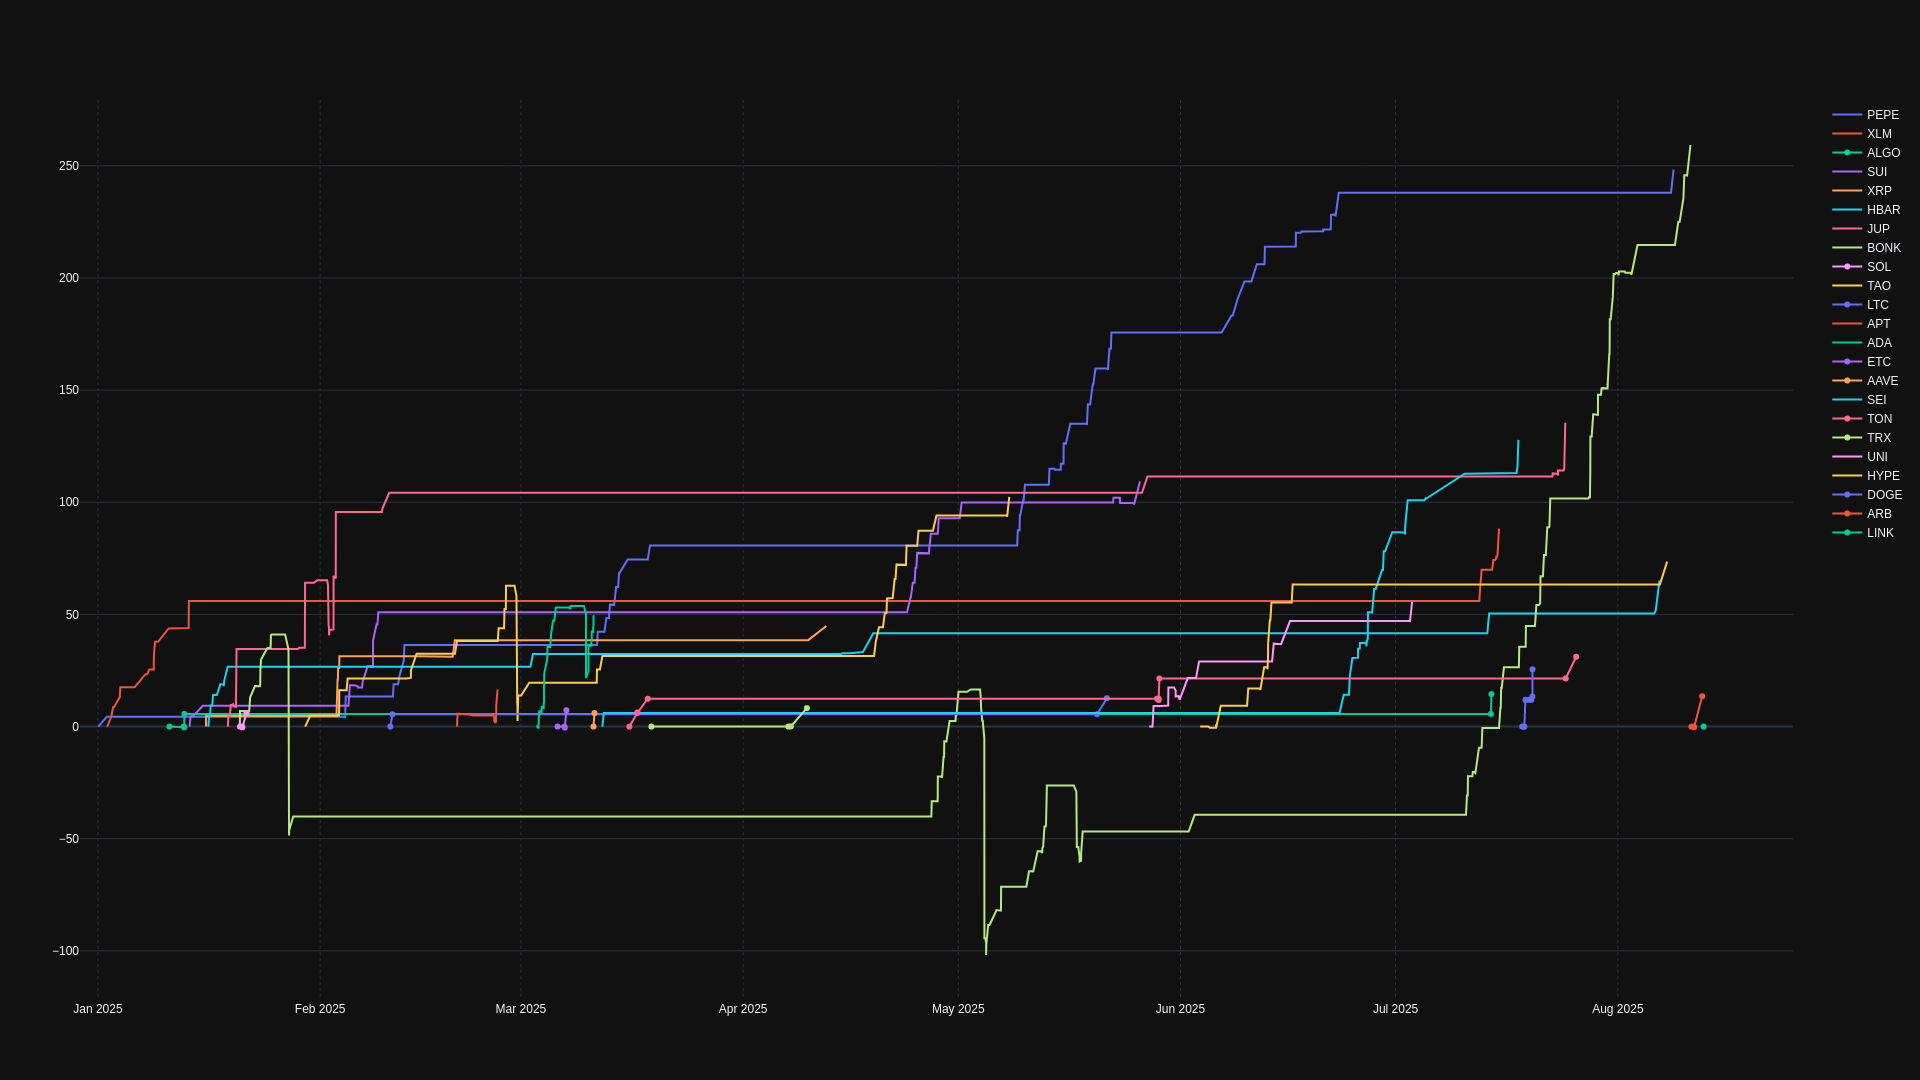 250
200
150
100
50
0
−50
−100
Jan 2025
Feb 2025
Mar 2025
Apr 2025
May 2025
Jun 2025
Jul 2025
Aug 2025
PEPE
XLM
ALGO
SUI
XRP
HBAR
JUP
BONK
SOL
TAO
LTC
APT
ADA
ETC
AAVE
SEI
TON
TRX
UNI
HYPE
DOGE
ARB
LINK